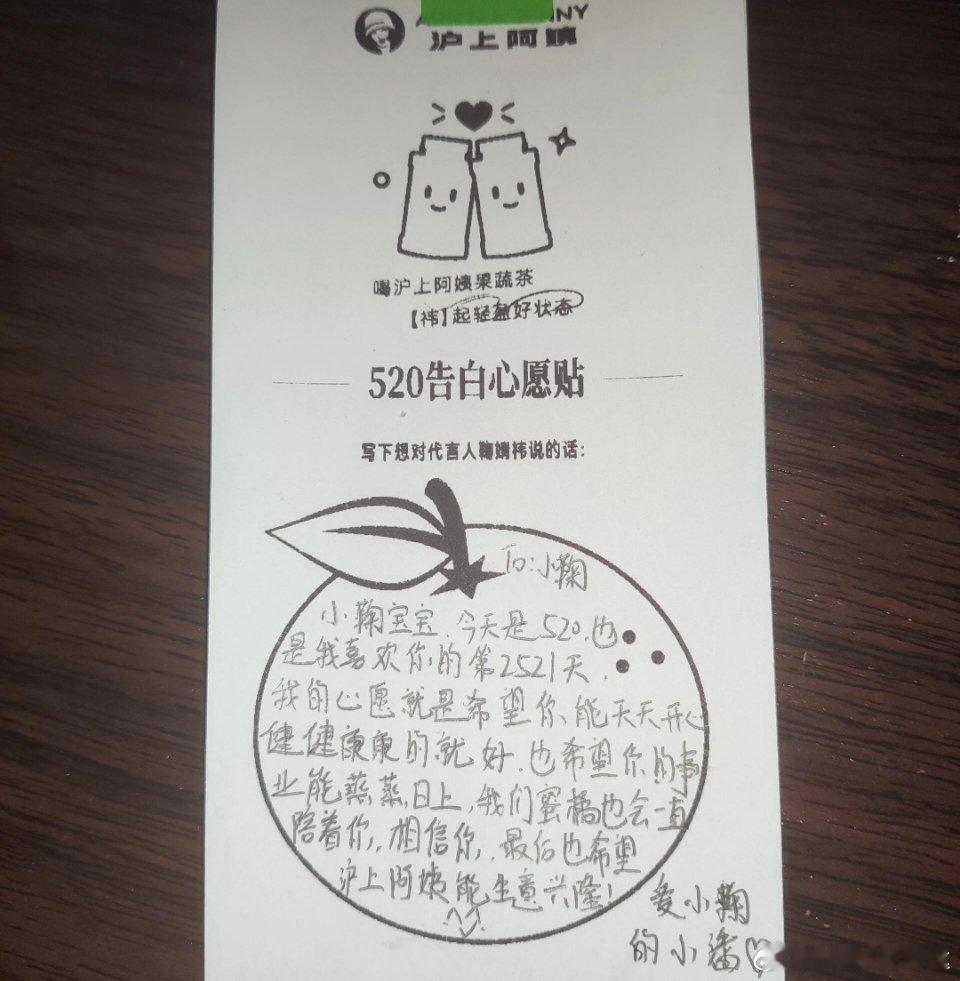 NNY
沪上阿姨
喝沪上阿姨果蔬茶
【祎】起轻盈好状态
520告白心愿贴
写下想对代言人鞠婧祎说的话：
To:小鞠
小鞠宝宝，今天是520，也
是我喜欢你的第2521天，
我的心愿就是希望你能天天开心
健健康康的就好.也希望你的事
业能蒸蒸日上，我们蜜橘也会一直
陪着你，相信你，最后也希望
沪上阿姨能生意兴隆！
爱小鞠
的小潘♡